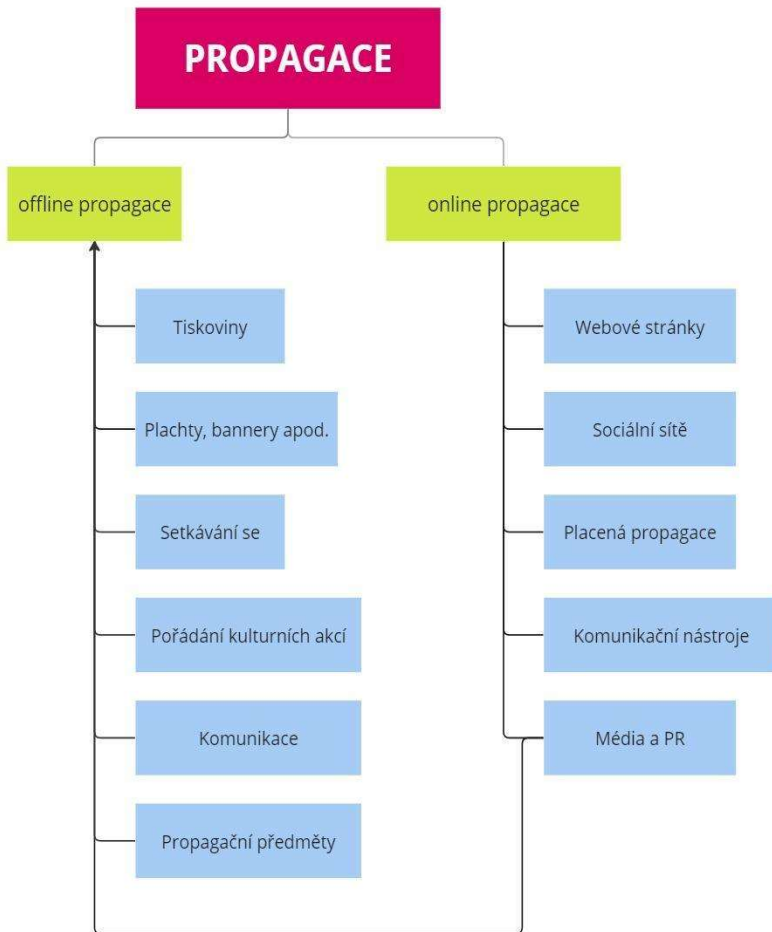 PROPAGACE
offline propagace
online propagace
Tiskoviny
Plachty, bannery apod.
Setkávání se
Pořádání kulturních akcí
Komunikace
Propagační předměty
Webové stránky
Sociální sítě
Placená propagace
Komunikační nástroje
Média a PR